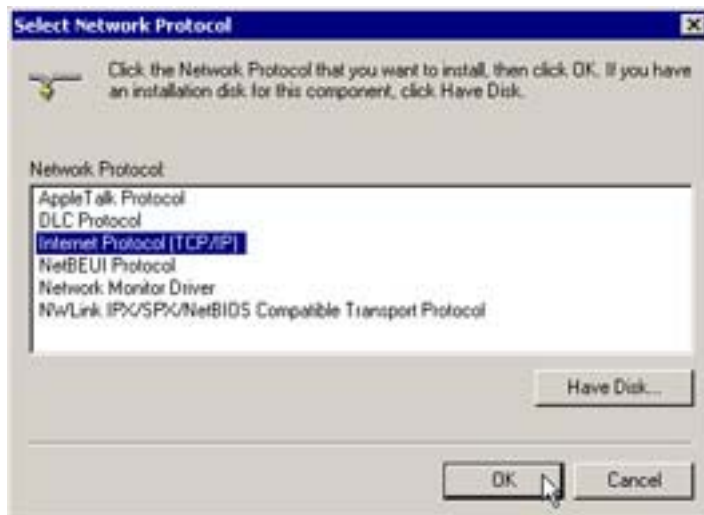 Select Network Protocol
Click the Network Protocol that you want to install, then click OK. If you have
an installation disk for this component, click Have Disk.
Network Protocol:
AppleTalk Protocol
DLC Protocol
Internet Protocol (TCP/IP)
NetBEUI Protocol
Network Monitor Driver
NWLink IPX/SPX/NetBIOS Compatible Transport Protocol
Have Disk...
OK
Cancel